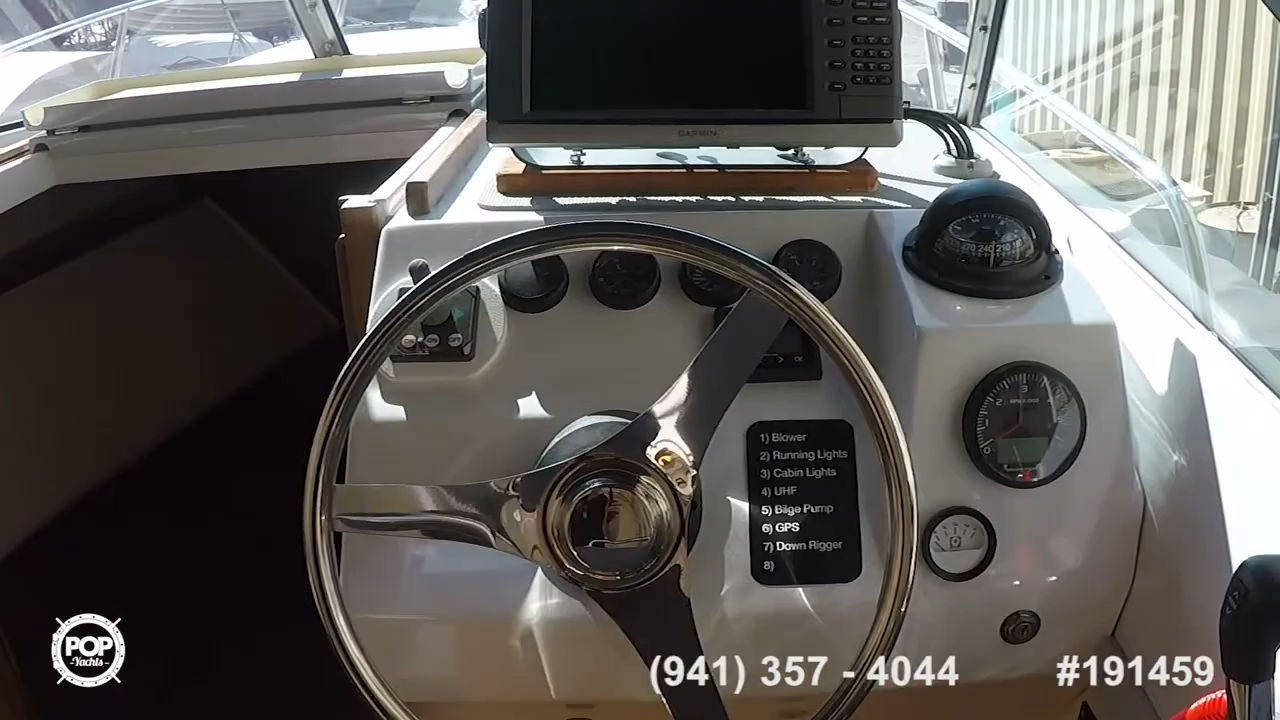 GARMIN
1) Blower
2) Running Lights
3) Cabin Lights
4) UHF
5) Bilge Pump
6) GPS
7) Down Rigger
8)
POP
-Yachts-
(941) 357 - 4044
#191459